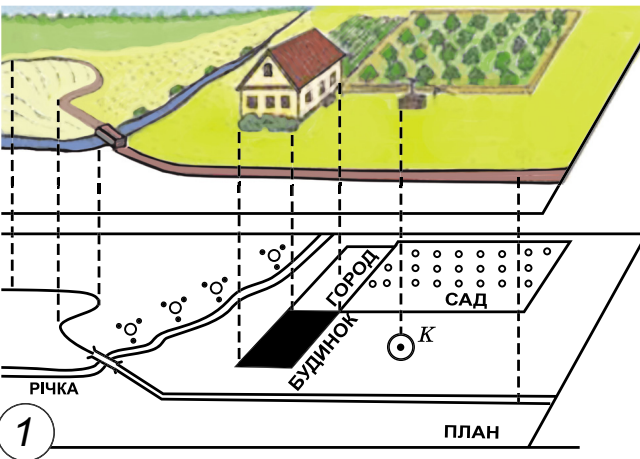 ГОРОД
САД
БУДИНОК
K
РІЧКА
1
ПЛАН